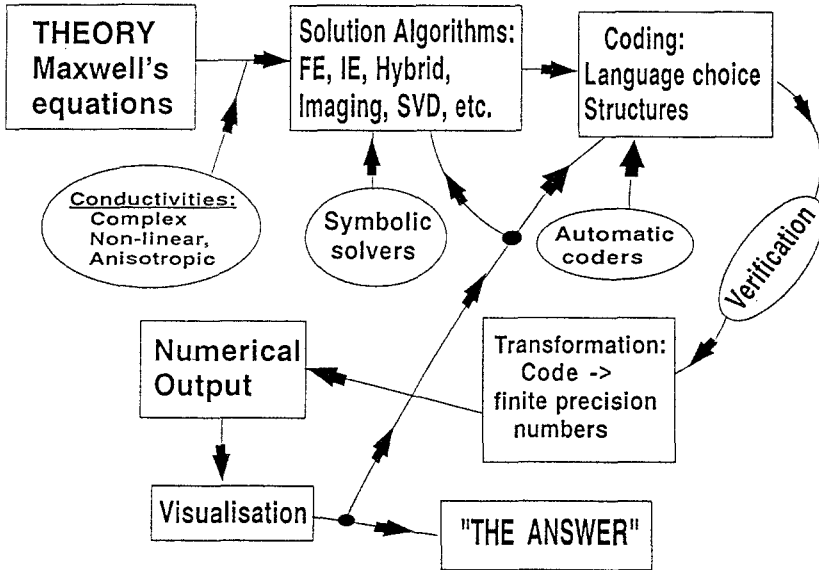 THEORY
Maxwell's
equations
Solution Algorithms:
FE, IE, Hybrid,
Imaging, SVD, etc.
Coding:
Language choice
Structures
Conductivities:
Complex
Non-linear,
Anisotropic
Symbolic
solvers
Automatic
coders
Verification
Numerical
Output
Transformation:
Code ->
finite precision
numbers
Visualisation
"THE ANSWER"